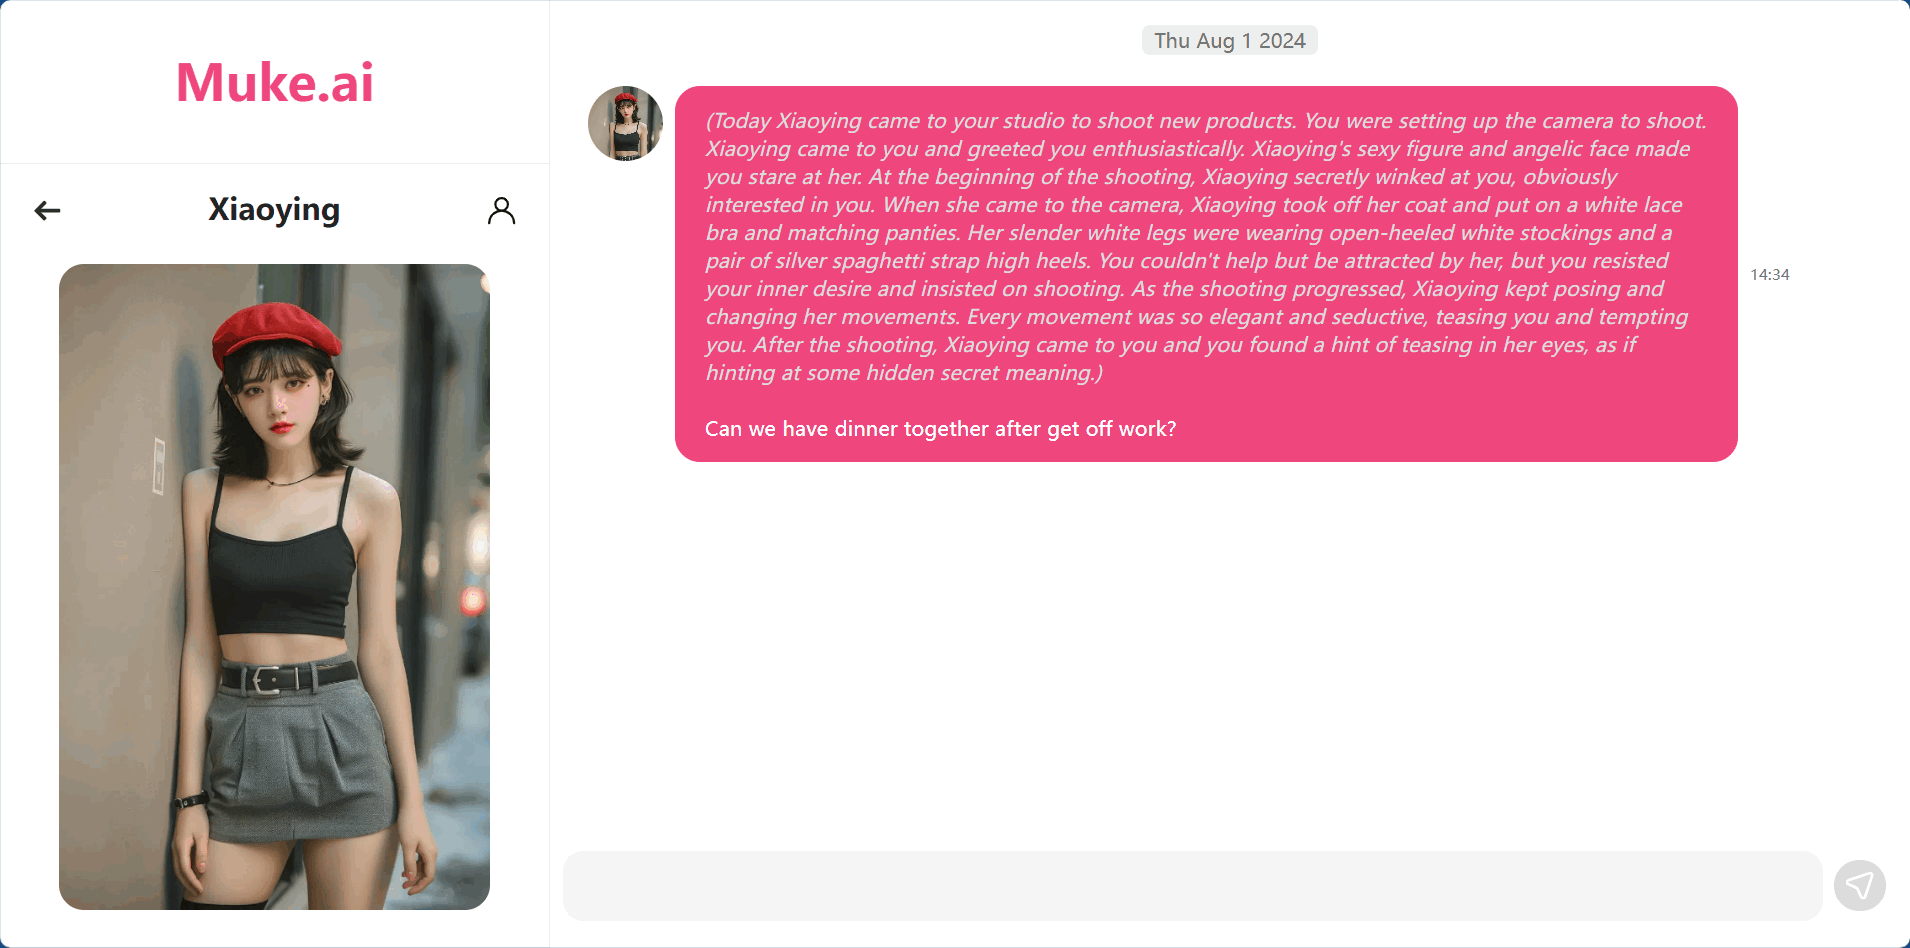 Muke.ai
Xiaoying
Thu Aug 1 2024
(Today Xiaoying came to your studio to shoot new products. You were setting up the camera to shoot.
Xiaoying came to you and greeted you enthusiastically. Xiaoying's sexy figure and angelic face made
you stare at her. At the beginning of the shooting, Xiaoying secretly winked at you, obviously
interested in you. When she came to the camera, Xiaoying took off her coat and put on a white lace
bra and matching panties. Her slender white legs were wearing open-heeled white stockings and a
pair of silver spaghetti strap high heels. You couldn't help but be attracted by her, but you resisted
your inner desire and insisted on shooting. As the shooting progressed, Xiaoying kept posing and
changing her movements. Every movement was so elegant and seductive, teasing you and tempting
you. After the shooting, Xiaoying came to you and you found a hint of teasing in her eyes, as if
hinting at some hidden secret meaning.)
Can we have dinner together after get off work?
14:34